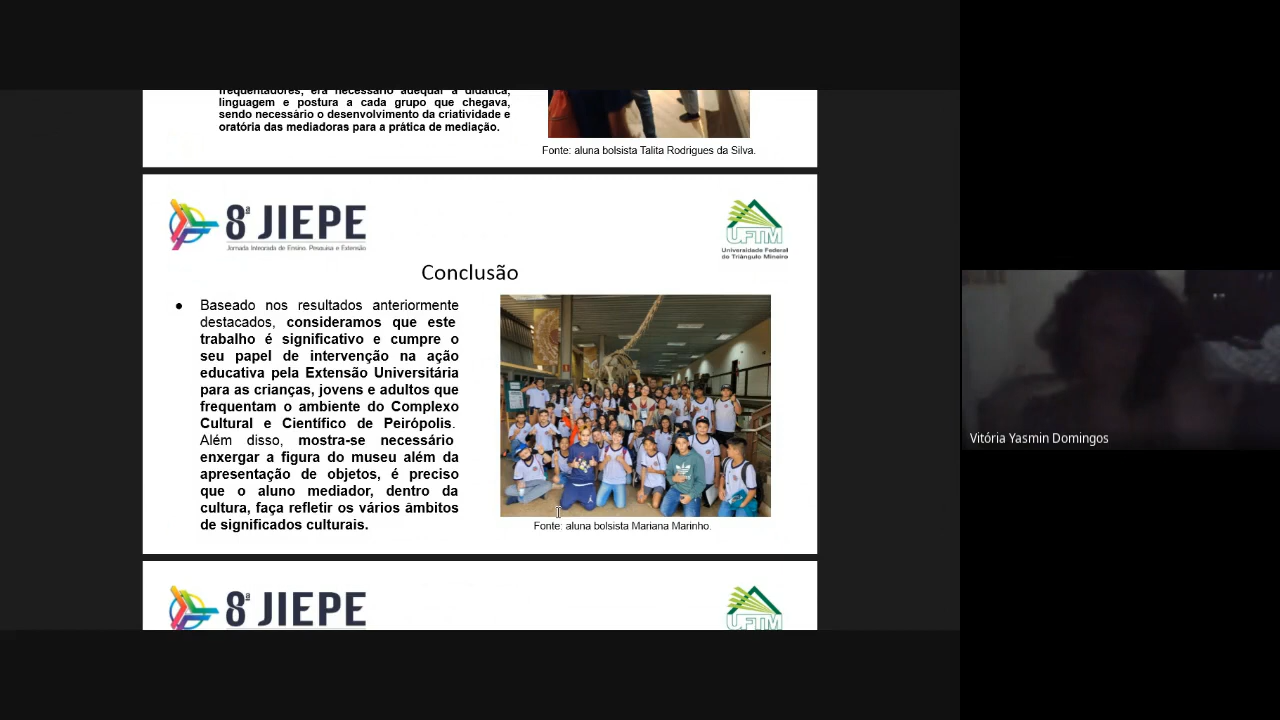 frequentadores, era necessário adequar a didática,
linguagem e postura a cada grupo que chegava,
sendo necessário o desenvolvimento da criatividade e
oratória das mediadoras para a prática de mediação.
Fonte: aluna bolsista Talita Rodrigues da Silva.
8ª JIEPE
Jornada Integrada de Ensino, Pesquisa e Extensão
UFTM
Universidade Federal
do Triângulo Mineiro
Conclusão
● Baseado nos resultados anteriormente
destacados, consideramos que este
trabalho é significativo e cumpre o
seu papel de intervenção na ação
educativa pela Extensão Universitária
para as crianças, jovens e adultos que
frequentam o ambiente do Complexo
Cultural e Científico de Peirópolis.
Além disso, mostra-se necessário
enxergar a figura do museu além da
apresentação de objetos, é preciso
que o aluno mediador, dentro da
cultura, faça refletir os vários âmbitos
de significados culturais.
Fonte: aluna bolsista Mariana Marinho.
Vitória Yasmin Domingos
8ª JIEPE
UFTM